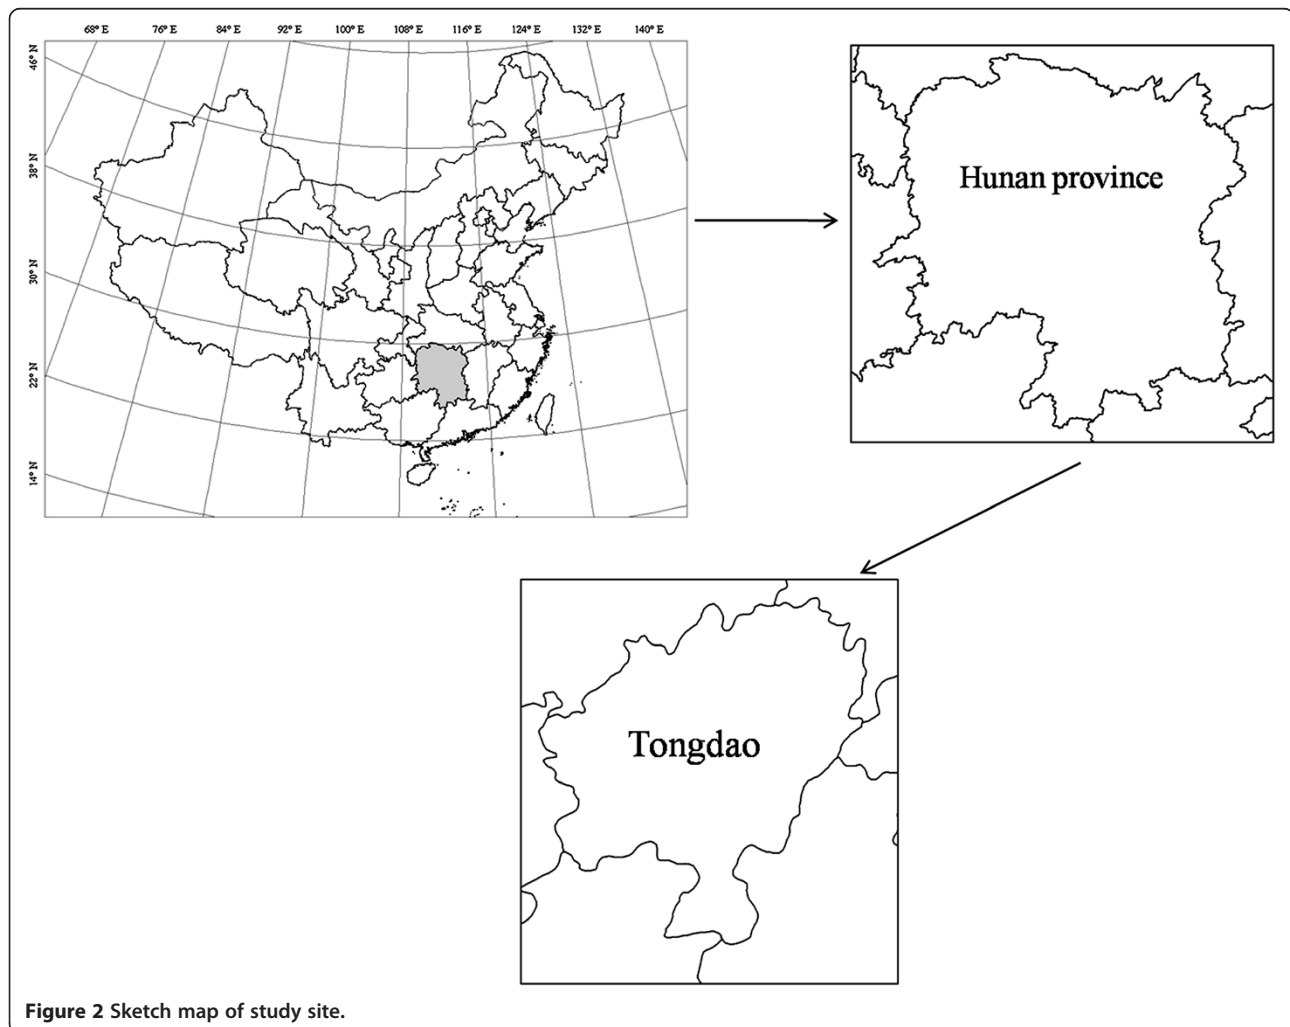 68° E 76° E 84° E 92° E 100° E 108° E 116° E 124° E 132° E 140° E
46° N
38° N
30° N
22° N
14° N
Hunan province
Tongdao
Figure 2 Sketch map of study site.